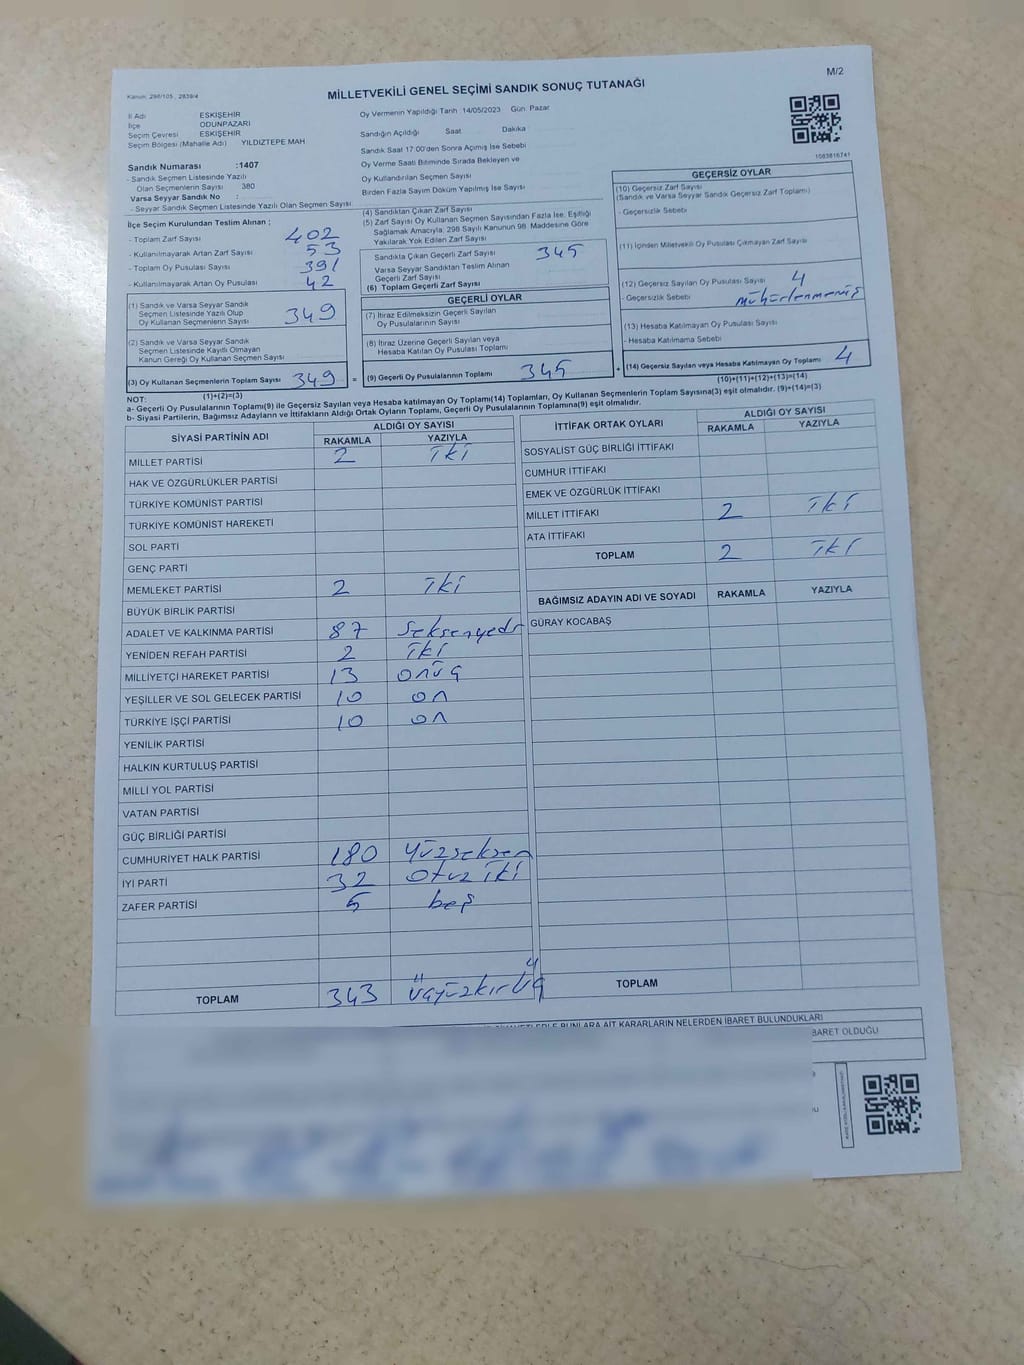 Kanun: 298/105, 2839/4
MİLLETVEKİLİ GENEL SEÇİMİ SANDIK SONUÇ TUTANAĞI
M/2
İl Adı ESKİŞEHİR
İlçe ODUNPAZARI
Seçim Çevresi ESKİŞEHİR
Seçim Bölgesi (Mahalle Adı) YILDIZTEPE MAH
Sandık Numarası :1407
- Sandık Seçmen Listesinde Yazılı
Olan Seçmenlerin Sayısı 380
Varsa Seyyar Sandık No :
- Seyyar Sandık Seçmen Listesinde Yazılı Olan Seçmen Sayısı
Oy Vermenin Yapıldığı Tarih 14/05/2023 Gün Pazar
Sandığın Açıldığı Saat Dakika
Sandık Saat 17:00'den Sonra Açılmış İse Sebebi
Oy Verme Saati Bitiminde Sırada Bekleyen ve
Oy Kullandırılan Seçmen Sayısı
Birden Fazla Sayım Döküm Yapılmış İse Sayısı
1083816741
İlçe Seçim Kurulundan Teslim Alınan ;
- Toplam Zarf Sayısı 402
- Kullanılmayarak Artan Zarf Sayısı 53
- Toplam Oy Pusulası Sayısı 391
- Kullanılmayarak Artan Oy Pusulası 42
(1) Sandık ve Varsa Seyyar Sandık
Seçmen Listesinde Yazılı Olup
Oy Kullanan Seçmenlerin Sayısı 349
(2) Sandık ve Varsa Seyyar Sandık
Seçmen Listesinde Kayıtlı Olmayan
Kanun Gereği Oy Kullanan Seçmen Sayısı
(3) Oy Kullanan Seçmenlerin Toplam Sayısı 349 =
(1)+(2)=(3)
(4) Sandıktan Çıkan Zarf Sayısı
(5) Zarf Sayısı Oy Kullanan Seçmen Sayısından Fazla İse, Eşitliği
Sağlamak Amacıyla; 298 Sayılı Kanunun 98. Maddesine Göre
Yakılarak Yok Edilen Zarf Sayısı
Sandıkla Çıkan Geçerli Zarf Sayısı 345
Varsa Seyyar Sandıktan Teslim Alınan
Geçerli Zarf Sayısı
(6) Toplam Geçerli Zarf Sayısı
GEÇERLİ OYLAR
(7) İtiraz Edilmeksizin Geçerli Sayılan
Oy Pusulalarının Sayısı
(8) İtiraz Üzerine Geçerli Sayılan veya
Hesaba Katılan Oy Pusulası Toplamı
(9) Geçerli Oy Pusulalarının Toplamı 345 +
GEÇERSİZ OYLAR
(10) Geçersiz Zarf Sayısı
(Sandık ve Varsa Seyyar Sandık Geçersiz Zarf Toplamı)
- Geçersizlik Sebebi
(11) İçinden Milletvekili Oy Pusulası Çıkmayan Zarf Sayısı
(12) Geçersiz Sayılan Oy Pusulası Sayısı 4
- Geçersizlik Sebebi mühürlenmemiş
(13) Hesaba Katılmayan Oy Pusulası Sayısı
- Hesaba Katılmama Sebebi
(14) Geçersiz Sayılan veya Hesaba Katılmayan Oy Toplamı 4
(10)+(11)+(12)+(13)=(14)
NOT:
a- Geçerli Oy Pusulalarının Toplamı(9) ile Geçersiz Sayılan veya Hesaba katılmayan Oy Toplamı(14) Toplamları, Oy Kullanan Seçmenlerin Toplam Sayısına(3) eşit olmalıdır. (9)+(14)=(3)
b- Siyasi Partilerin, Bağımsız Adayların ve İttifakların Aldığı Ortak Oyların Toplamı, Geçerli Oy Pusulalarının Toplamına(9) eşit olmalıdır.
SİYASİ PARTİNİN ADI ALDIĞI OY SAYISI
RAKAMLA YAZIYLA
MİLLET PARTİSİ 2 iki
HAK VE ÖZGÜRLÜKLER PARTİSİ
TÜRKİYE KOMÜNİST PARTİSİ
TÜRKİYE KOMÜNİST HAREKETİ
SOL PARTİ
GENÇ PARTİ
MEMLEKET PARTİSİ 2 iki
BÜYÜK BİRLİK PARTİSİ
ADALET VE KALKINMA PARTİSİ 87 Seksenyedi
YENİDEN REFAH PARTİSİ 2 iki
MİLLİYETÇİ HAREKET PARTİSİ 13 onüç
YEŞİLLER VE SOL GELECEK PARTİSİ 10 on
TÜRKİYE İŞÇİ PARTİSİ 10 on
YENİLİK PARTİSİ
HALKIN KURTULUŞ PARTİSİ
MİLLİ YOL PARTİSİ
VATAN PARTİSİ
GÜÇ BİRLİĞİ PARTİSİ
CUMHURİYET HALK PARTİSİ 180 Yüzseksen
İYİ PARTİ 32 otuz iki
ZAFER PARTİSİ 5 beş
TOPLAM 343 üçyüzkırküç
İTTİFAK ORTAK OYLARI ALDIĞI OY SAYISI
RAKAMLA YAZIYLA
SOSYALİST GÜÇ BİRLİĞİ İTTİFAKI
CUMHUR İTTİFAKI
EMEK VE ÖZGÜRLÜK İTTİFAKI
MİLLET İTTİFAKI 2 iki
ATA İTTİFAKI
TOPLAM 2 iki
BAĞIMSIZ ADAYIN ADI VE SOYADI RAKAMLA YAZIYLA
GÜRAY KOCABAŞ
TOPLAM
BUNLARA AİT KARARLARIN NELERDEN İBARET BULUNDUKLARI
İBARET OLDUĞU